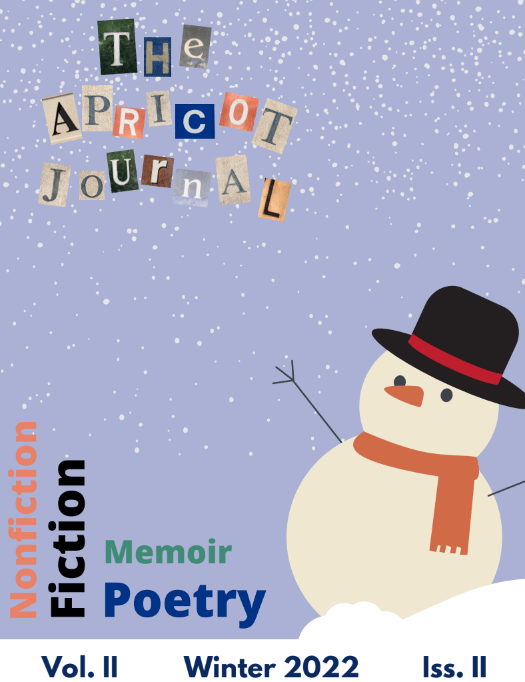 THe
APRICOT
JoUrnAL
Nonfiction
Fiction
Memoir
Poetry
Vol. II Winter 2022 Iss. II